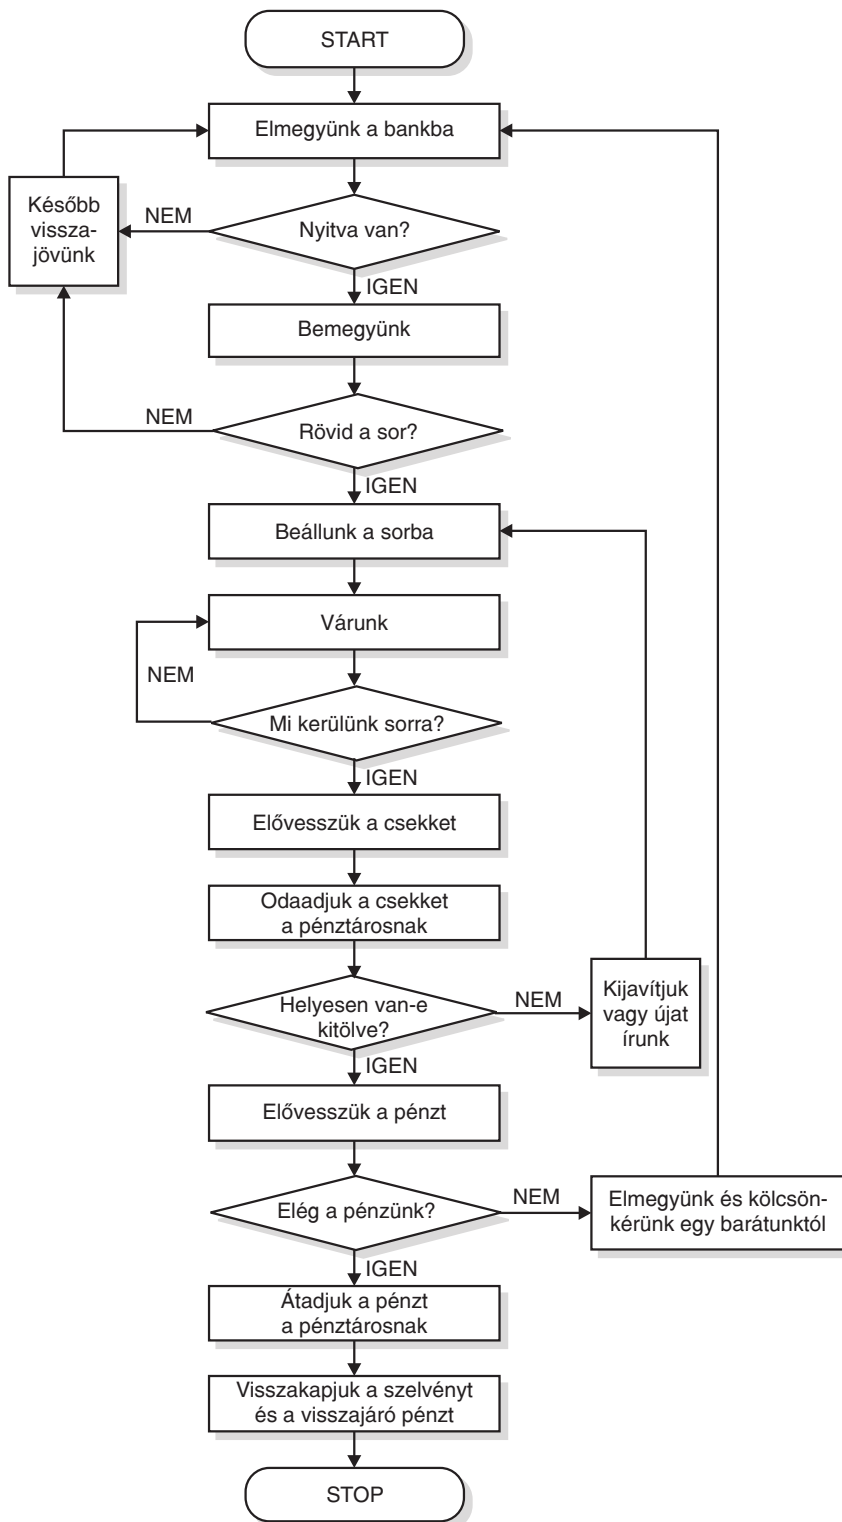 START
Elmegyünk a bankba
Később
vissza-
jövünk
NEM
Nyitva van?
IGEN
Bemegyünk
NEM
Rövid a sor?
IGEN
Beállunk a sorba
Várunk
NEM
Mi kerülünk sorra?
IGEN
Elővesszük a csekket
Odaadjuk a csekket
a pénztárosnak
Helyesen van-e
kitölve?
NEM
Kijavítjuk
vagy újat
írunk
IGEN
Elővesszük a pénzt
Elég a pénzünk?
NEM
Elmegyünk és kölcsön-
kérünk egy barátunktól
IGEN
Átadjuk a pénzt
a pénztárosnak
Visszakapjuk a szelvényt
és a visszajáró pénzt
STOP